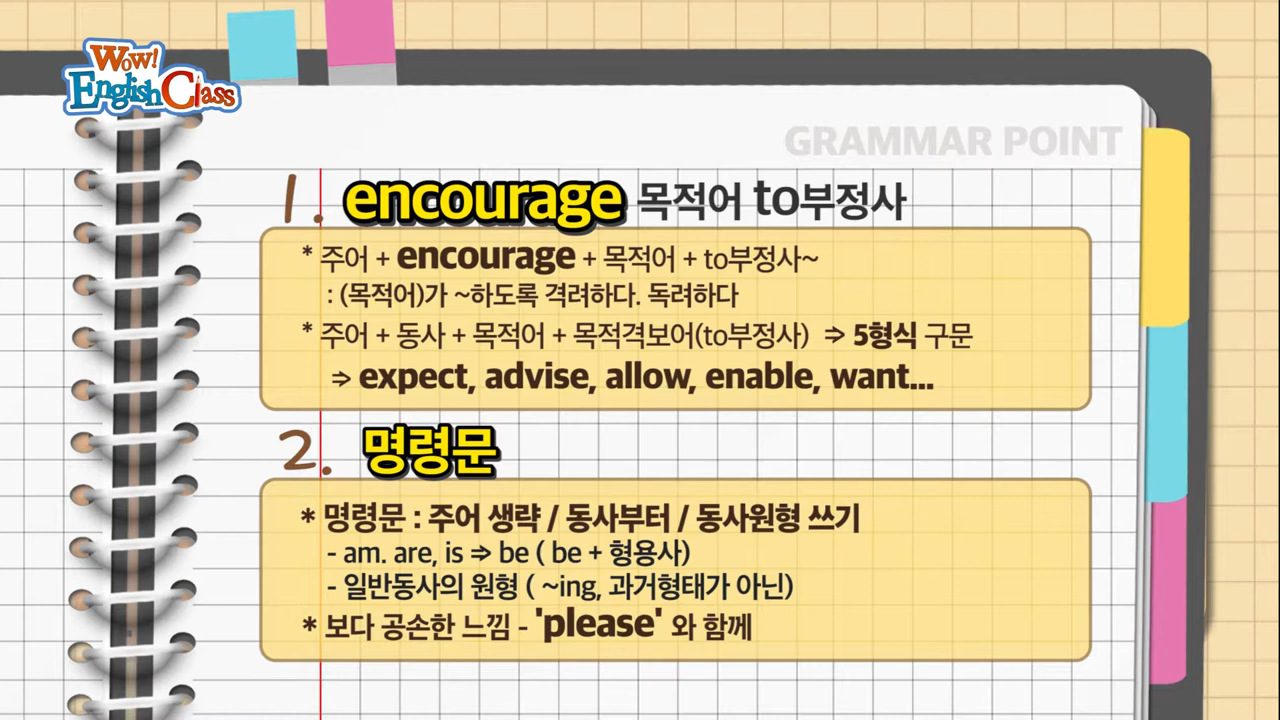 Wow!
English Class
GRAMMAR POINT
1. encourage 목적어 to부정사
* 주어 + encourage + 목적어 + to부정사~
: (목적어)가 ~하도록 격려하다. 독려하다
* 주어 + 동사 + 목적어 + 목적격보어(to부정사) ⇒ 5형식 구문
⇒ expect, advise, allow, enable, want...
2. 명령문
* 명령문 : 주어 생략 / 동사부터 / 동사원형 쓰기
- am. are, is ⇒ be ( be + 형용사)
- 일반동사의 원형 ( ~ing, 과거형태가 아닌)
* 보다 공손한 느낌 - 'please' 와 함께